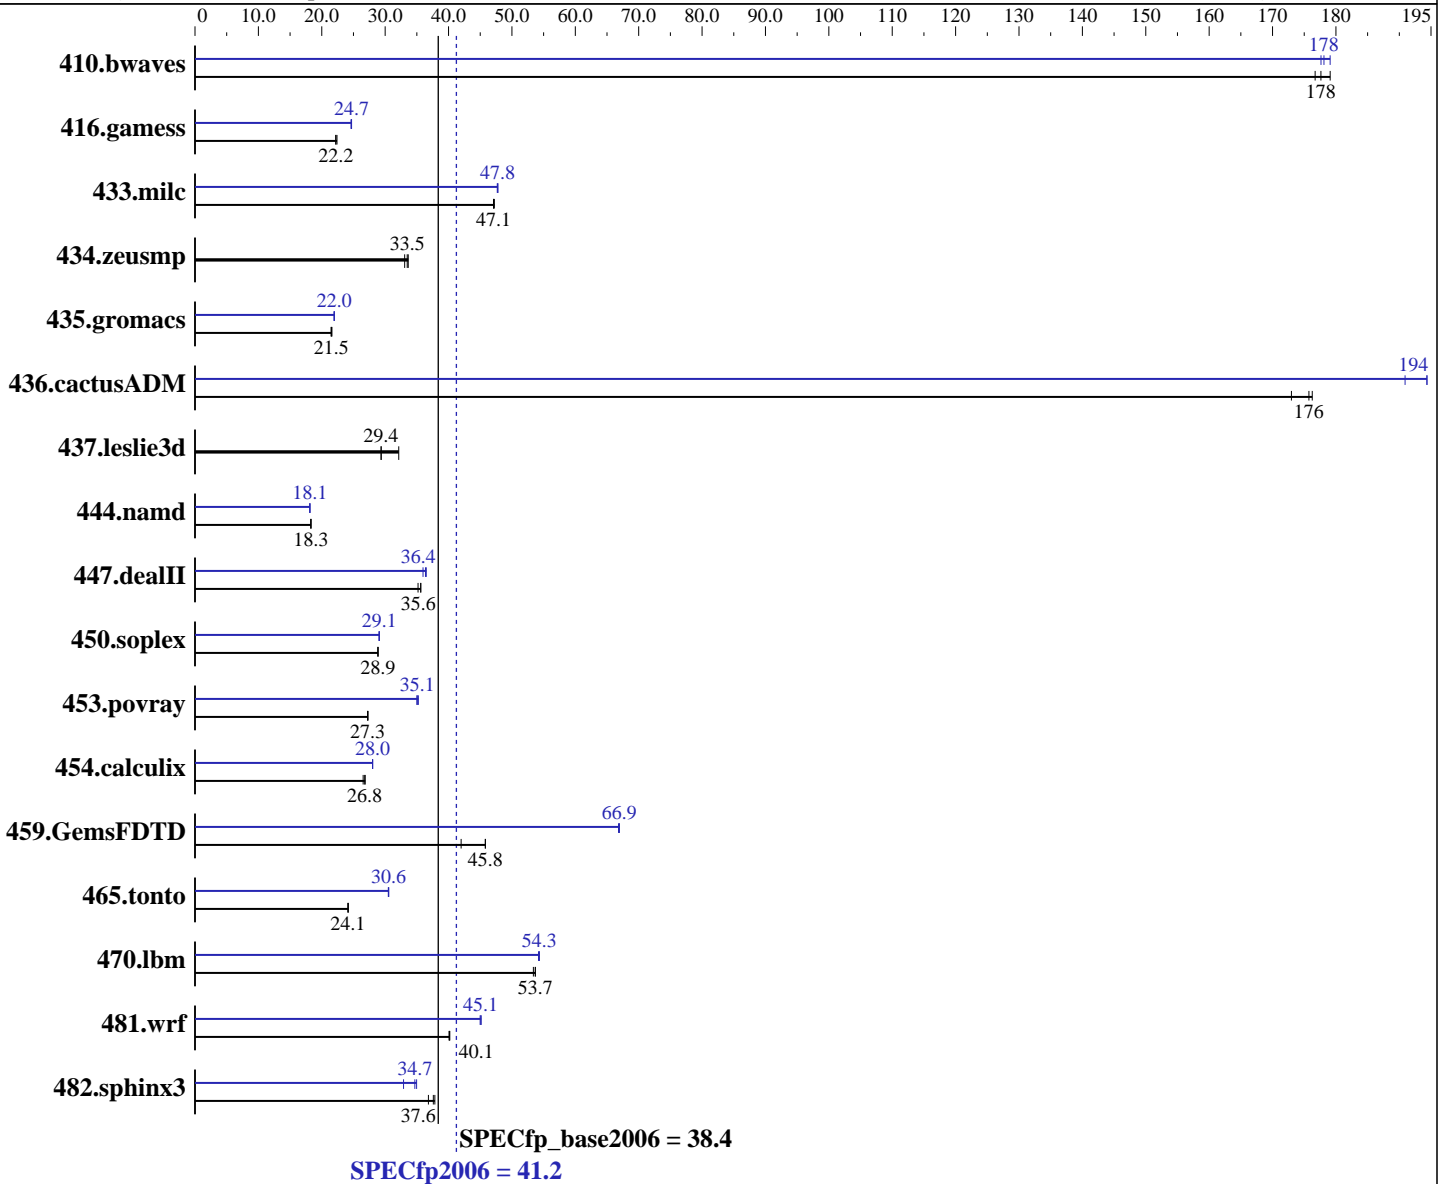 0 10.0 20.0 30.0 40.0 50.0 60.0 70.0 80.0 90.0 100 110 120 130 140 150 160 170 180 195
178
410.bwaves
178
24.7
416.gamess
22.2
47.8
433.milc
47.1
33.5
434.zeusmp
22.0
435.gromacs
21.5
194
436.cactusADM
176
29.4
437.leslie3d
18.1
444.namd
18.3
36.4
447.dealII
35.6
29.1
450.soplex
28.9
35.1
453.povray
27.3
28.0
454.calculix
26.8
66.9
459.GemsFDTD
45.8
30.6
465.tonto
24.1
54.3
470.lbm
53.7
45.1
481.wrf
40.1
34.7
482.sphinx3
37.6
SPECfp_base2006 = 38.4
SPECfp2006 = 41.2